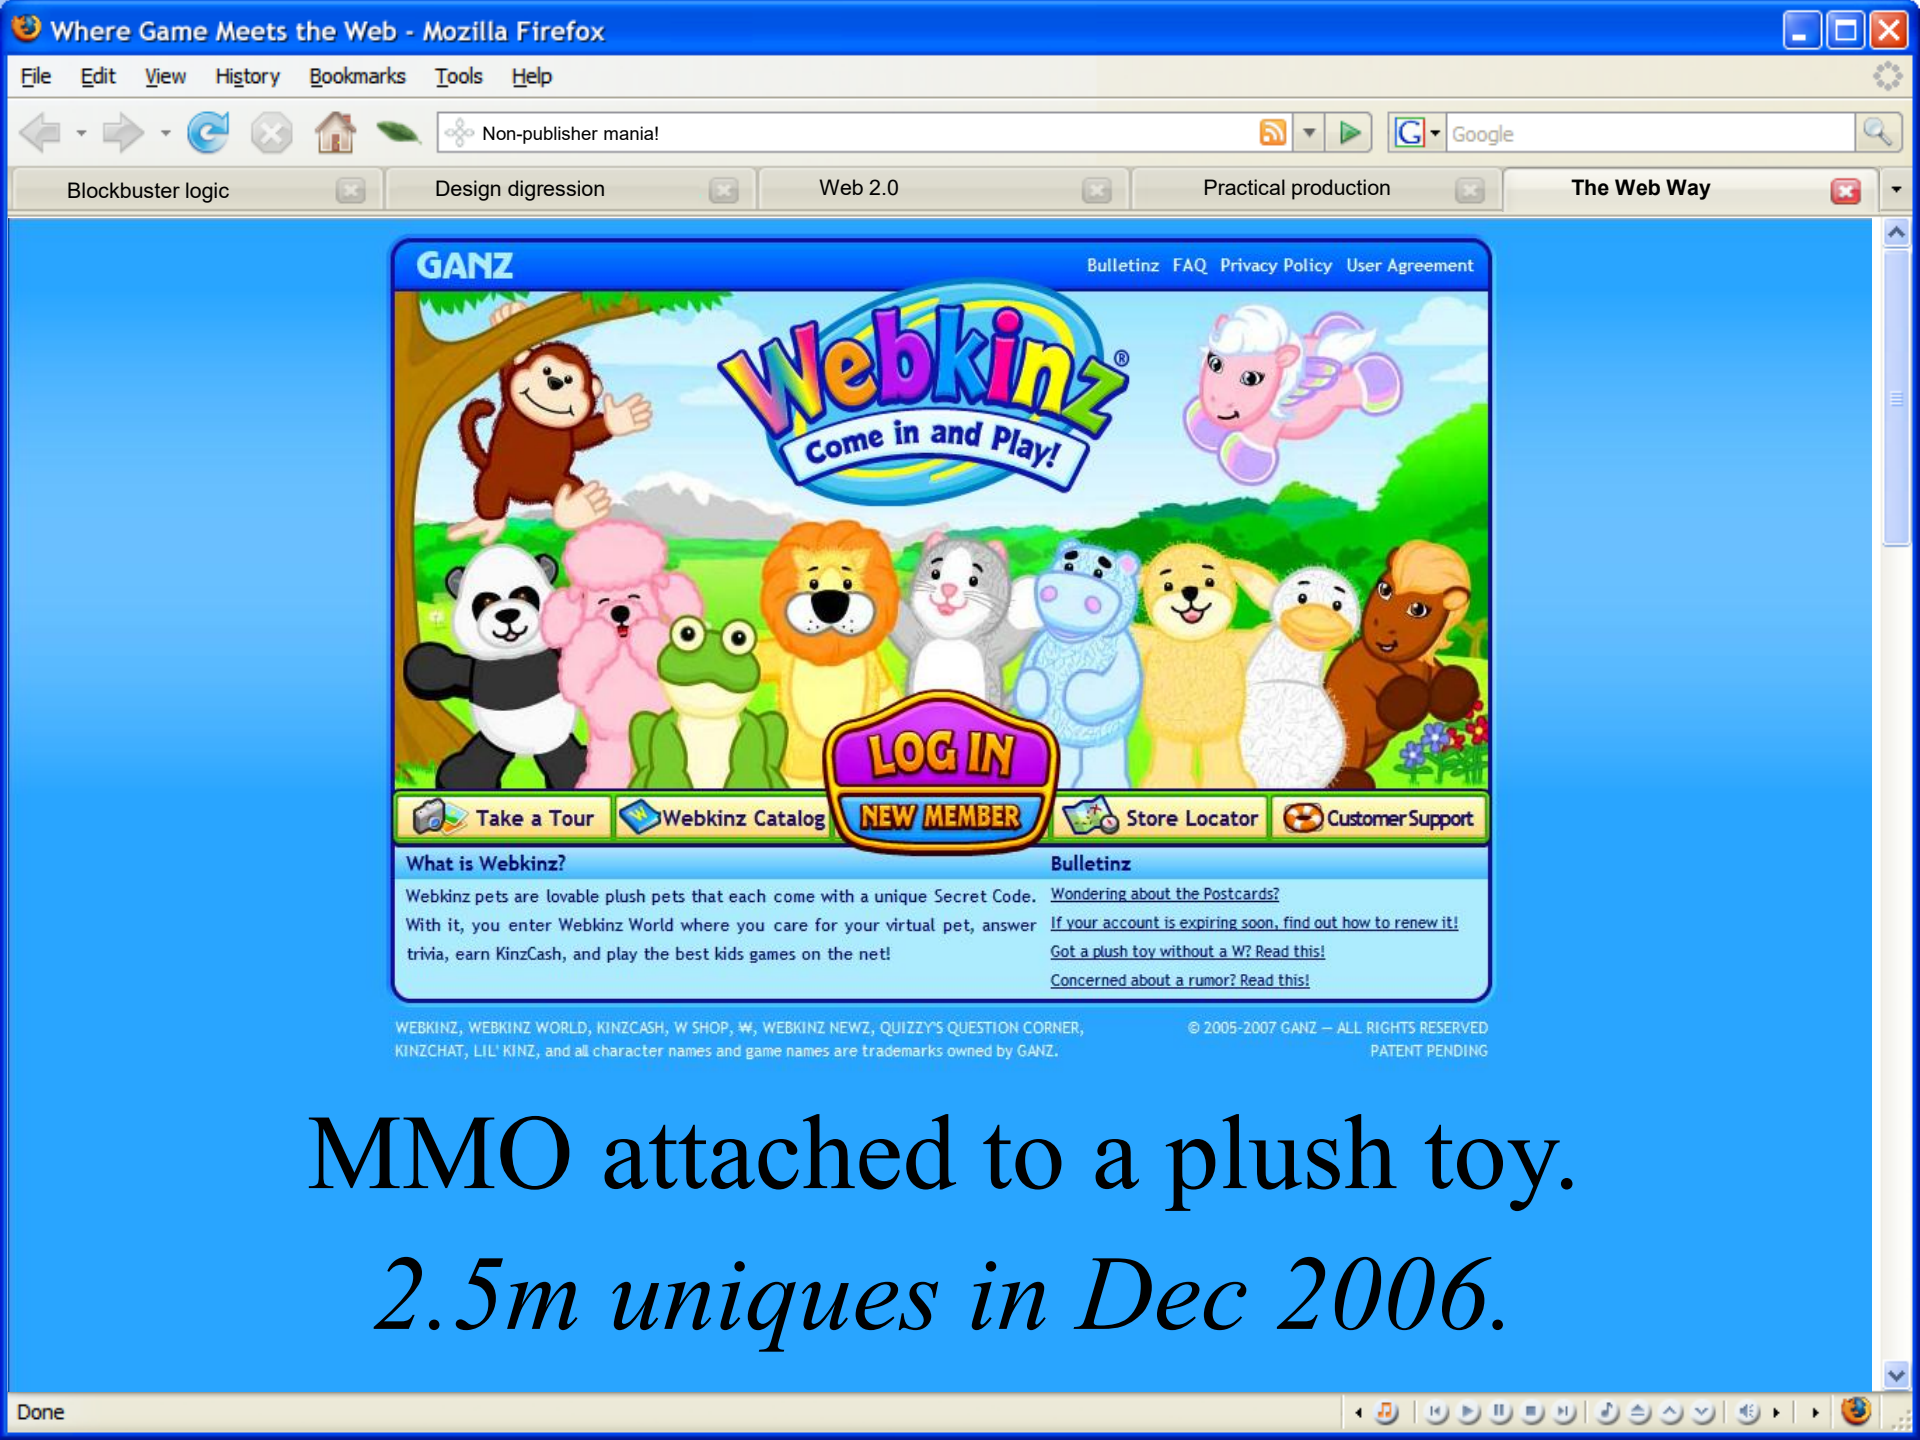 Where Game Meets the Web - Mozilla Firefox
File Edit View History Bookmarks Tools Help
Non-publisher mania!
G Google
Blockbuster logic Design digression Web 2.0 Practical production The Web Way
GANZ Bulletinz FAQ Privacy Policy User Agreement
Webkinz®
Come in and Play!
LOG IN
NEW MEMBER
Take a Tour Webkinz Catalog Store Locator Customer Support
What is Webkinz?
Webkinz pets are lovable plush pets that each come with a unique Secret Code.
With it, you enter Webkinz World where you care for your virtual pet, answer
trivia, earn KinzCash, and play the best kids games on the net!
Bulletinz
Wondering about the Postcards?
If your account is expiring soon, find out how to renew it!
Got a plush toy without a W? Read this!
Concerned about a rumor? Read this!
WEBKINZ, WEBKINZ WORLD, KINZCASH, W SHOP, W, WEBKINZ NEWZ, QUIZZY'S QUESTION CORNER,
KINZCHAT, LIL' KINZ, and all character names and game names are trademarks owned by GANZ.
© 2005-2007 GANZ — ALL RIGHTS RESERVED
PATENT PENDING
MMO attached to a plush toy.
2.5m uniques in Dec 2006.
Done